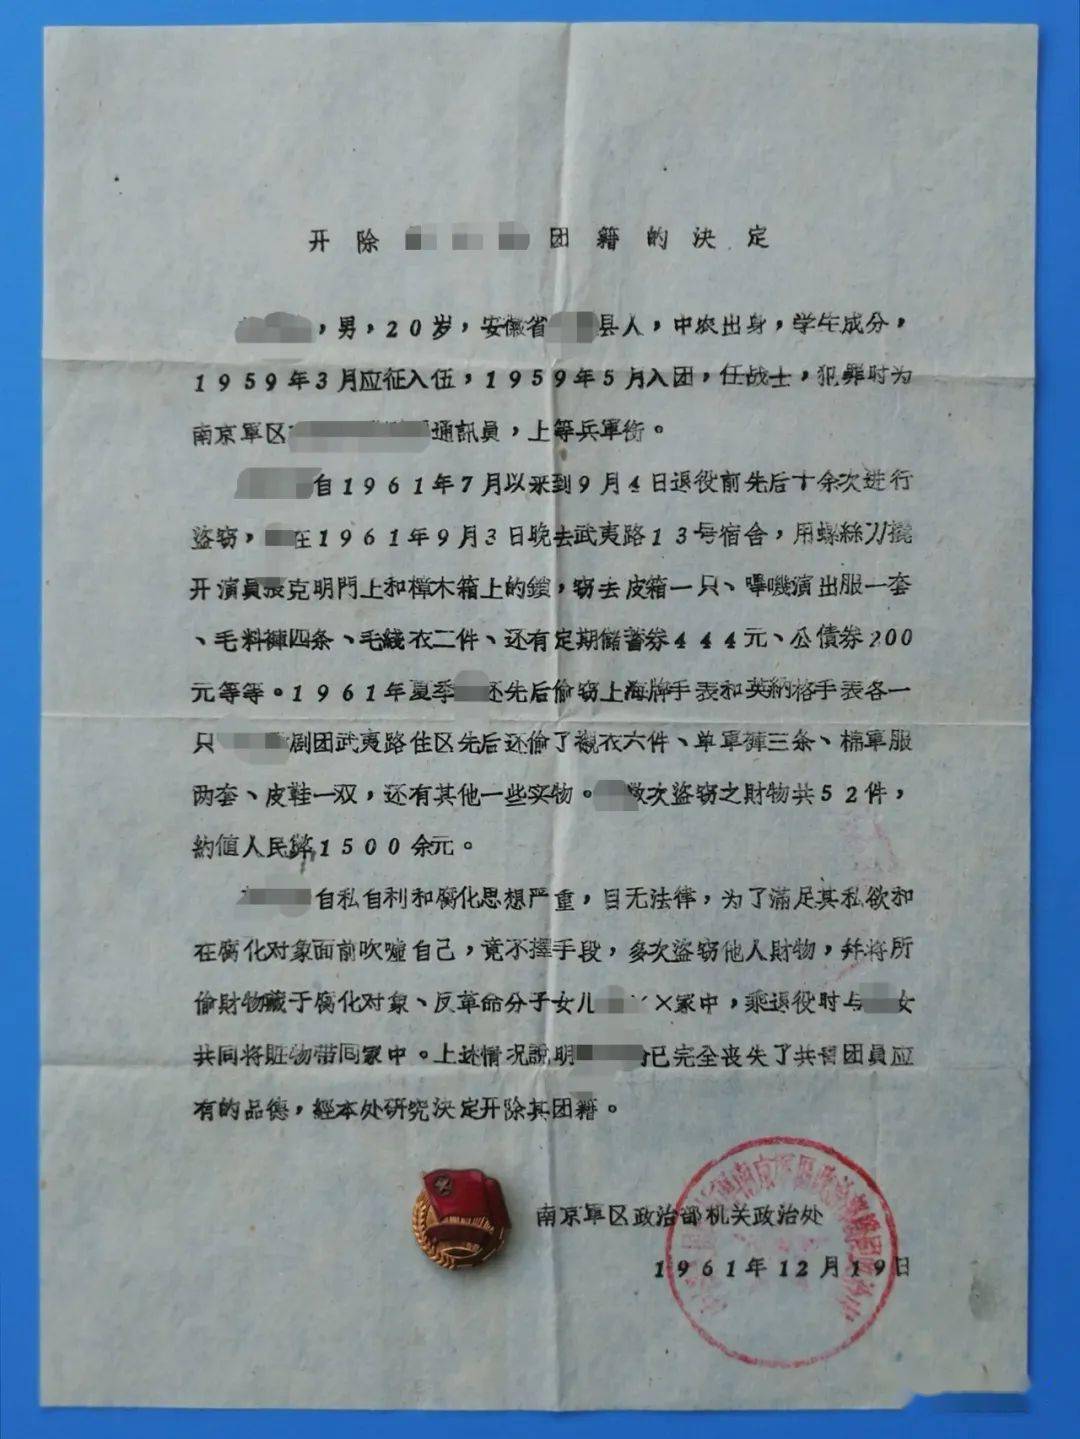 开除 团籍的决定
，男，20岁，安徽省 县人，中农出身，学生成分，
1959年3月应征入伍，1959年5月入团，任战士，犯罪时为
南京軍区 通訊員，上等兵軍衔。
自1961年7月以来到9月4日退役前先后十余次进行
盗窃， 在1961年9月3日晚去武夷路13号宿舍，用螺絲刀撬
开演員張克明門上和樟木箱上的鎖，窃去皮箱一只、嗶嘰演出服一套
、毛料褲四条、毛綫衣二件、还有定期儲蓄券444元、公債券200
元等等。1961年夏季 还先后偷窃上海牌手表和英納格手表各一
只 剧团武夷路住区先后还偷了襯衣六件、单軍褲三条、棉軍服
两套、皮鞋一双，还有其他一些实物。 数次盗窃之財物共52件，
約値人民幣1500余元。
自私自利和腐化思想严重，目无法律，为了滿足其私欲和
在腐化对象面前吹嘘自己，竟不擇手段，多次盗窃他人財物，并将所
偷財物藏于腐化对象、反革命分子女儿 ××家中，乘退役时与 女
共同将賍物带回家中。上述情况說明 已完全丧失了共青团員应
有的品德，經本处研究決定开除其团籍。
南京軍区政治部机关政治处
1961年12月19日